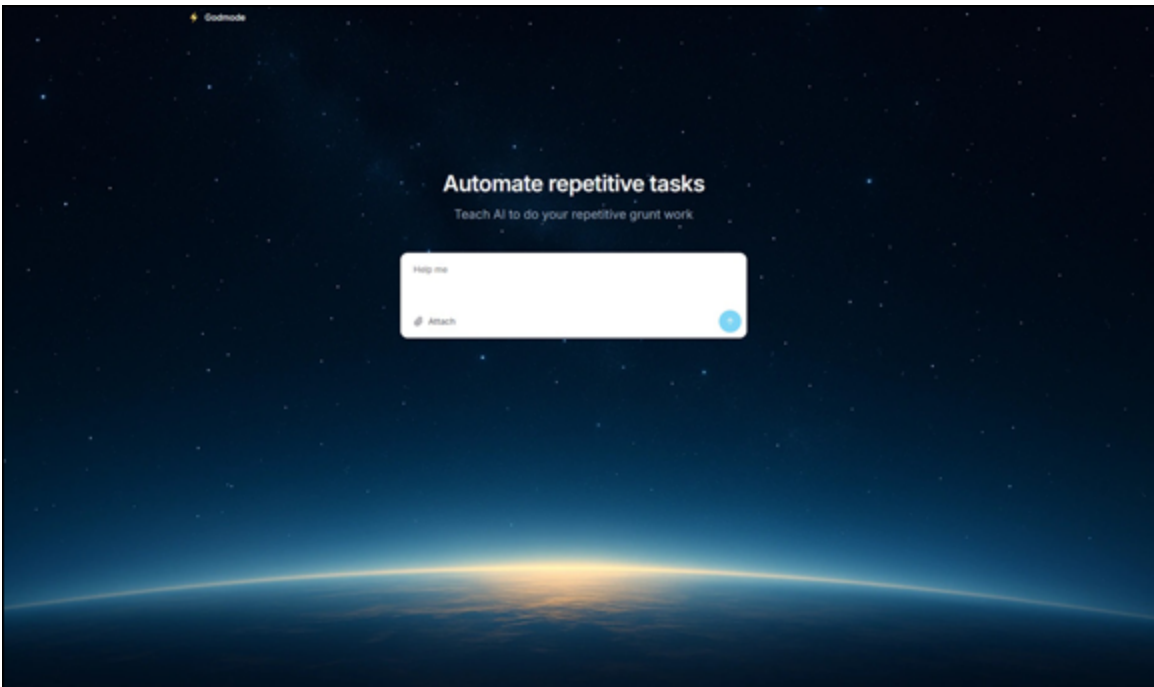 Godmode
Automate repetitive tasks
Teach AI to do your repetitive grunt work
Help me
Attach